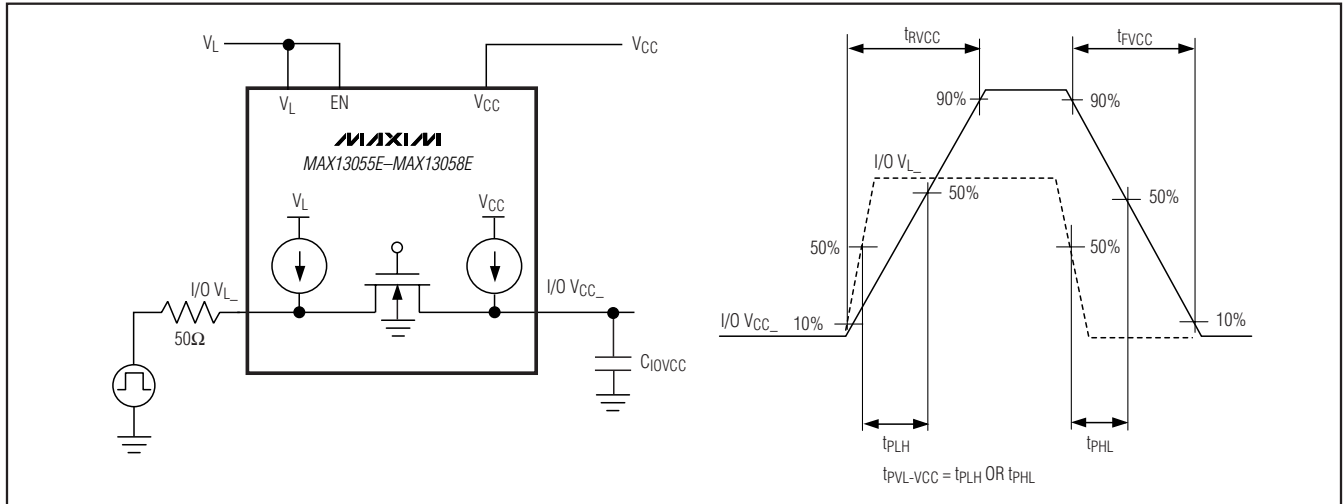 V_L
V_CC
V_L
EN
V_CC
MAXIM
MAX13055E–MAX13058E
V_L
V_CC
I/O V_L_
I/O V_CC_
50Ω
C_IOVCC
t_RVCC
t_FVCC
90%
90%
I/O V_L_
50%
50%
50%
50%
I/O V_CC_
10%
10%
t_PLH
t_PHL
t_PVL-VCC = t_PLH OR t_PHL